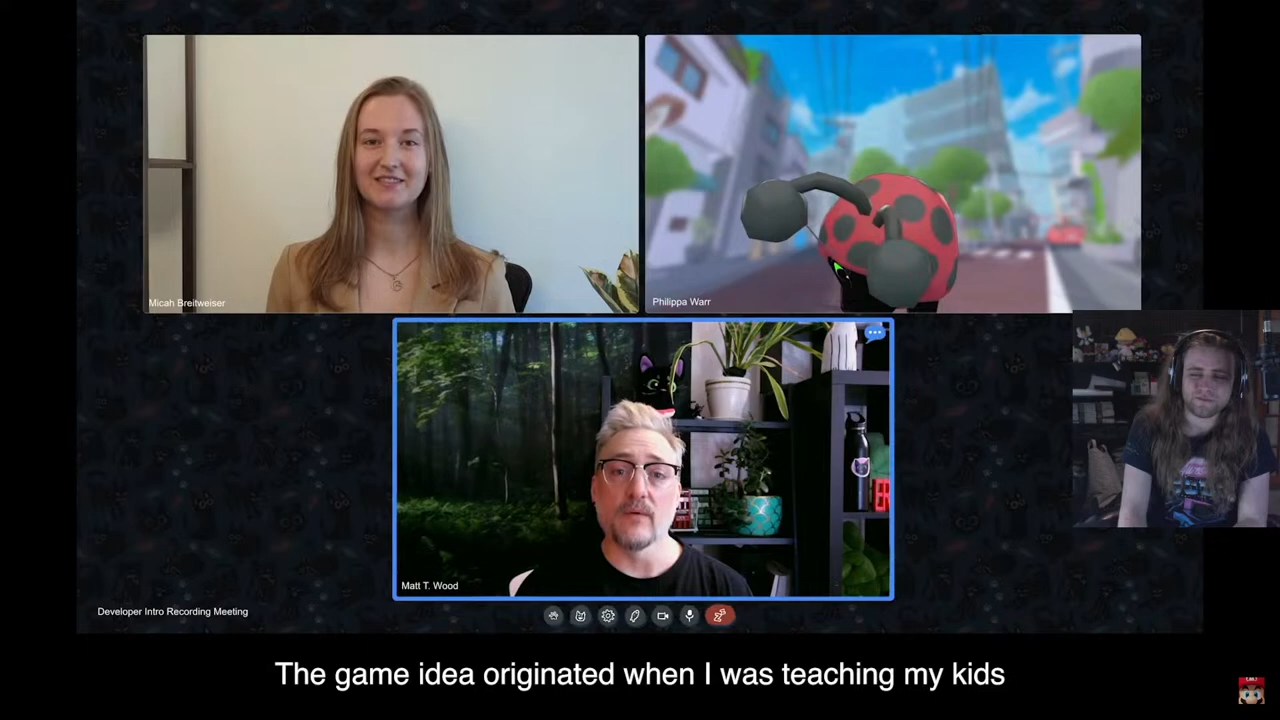 Micah Breitweiser
Philippa Warr
Matt T. Wood
Developer Intro Recording Meeting
The game idea originated when I was teaching my kids